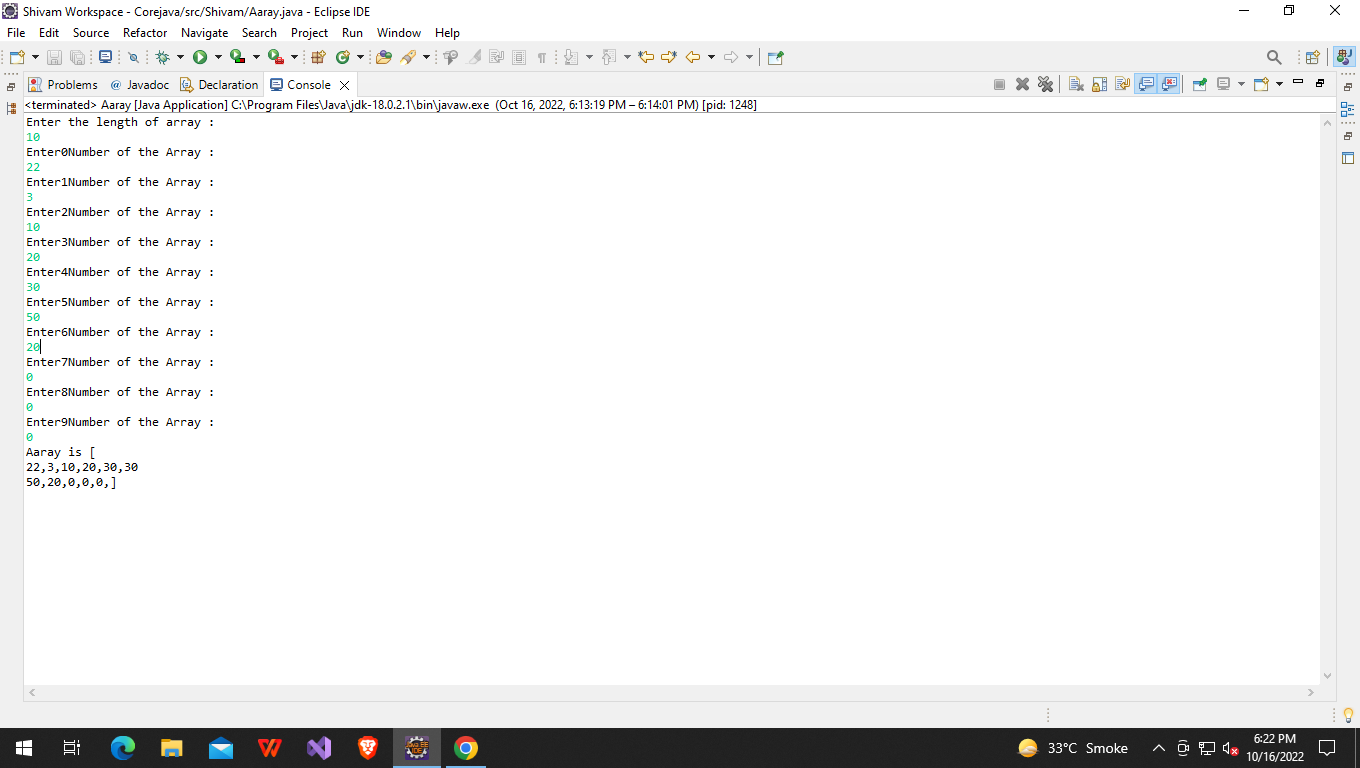 Shivam Workspace - Corejava/src/Shivam/Aaray.java - Eclipse IDE
File Edit Source Refactor Navigate Search Project Run Window Help
Problems @ Javadoc Declaration Console
<terminated> Aaray [Java Application] C:\Program Files\Java\jdk-18.0.2.1\bin\javaw.exe (Oct 16, 2022, 6:13:19 PM – 6:14:01 PM) [pid: 1248]
Enter the length of array :
10
Enter0Number of the Array :
22
Enter1Number of the Array :
3
Enter2Number of the Array :
10
Enter3Number of the Array :
20
Enter4Number of the Array :
30
Enter5Number of the Array :
50
Enter6Number of the Array :
20
Enter7Number of the Array :
0
Enter8Number of the Array :
0
Enter9Number of the Array :
0
Aaray is [
22,3,10,20,30,30
50,20,0,0,0,]
33°C Smoke
6:22 PM
10/16/2022